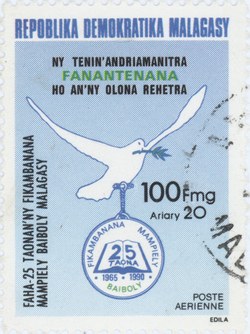 REPOBLIKA DEMOKRATIKA MALAGASY
NY TENIN'ANDRIAMANITRA
FANANTENANA
HO AN'NY OLONA REHETRA
FAHA-25 TAONAN'NY FIKAMBANANA
MAMPIELY BAIBOLY MALAGASY
100Fmg
Ariary 20
FIKAMBANANA MAMPIELY
25
TAONA
1965 1990
BAIBOLY
POSTE
AERIENNE
EDILA